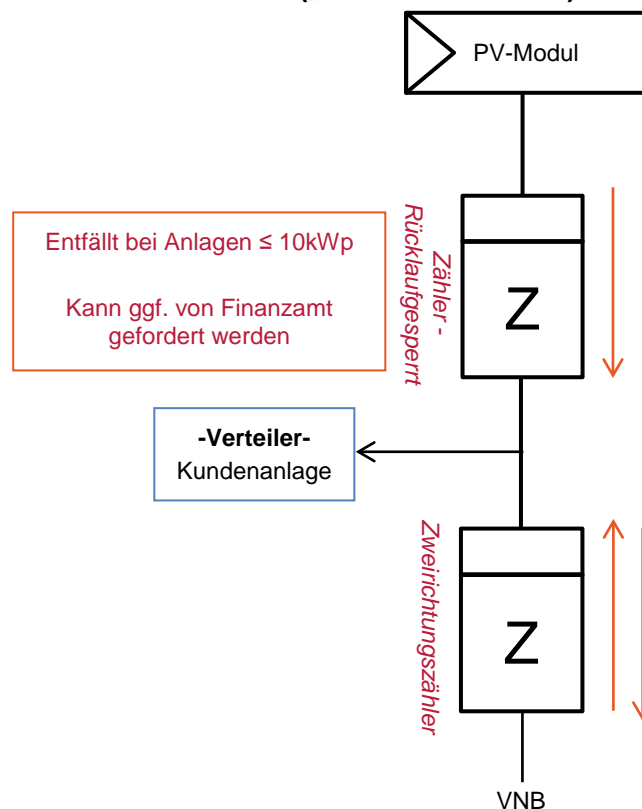 PV-Modul
Zähler -
Rücklaufgesperrt
Entfällt bei Anlagen ≤ 10kWp
Kann ggf. von Finanzamt
gefordert werden
Z
-Verteiler-
Kundenanlage
Zweirichtungszähler
Z
VNB